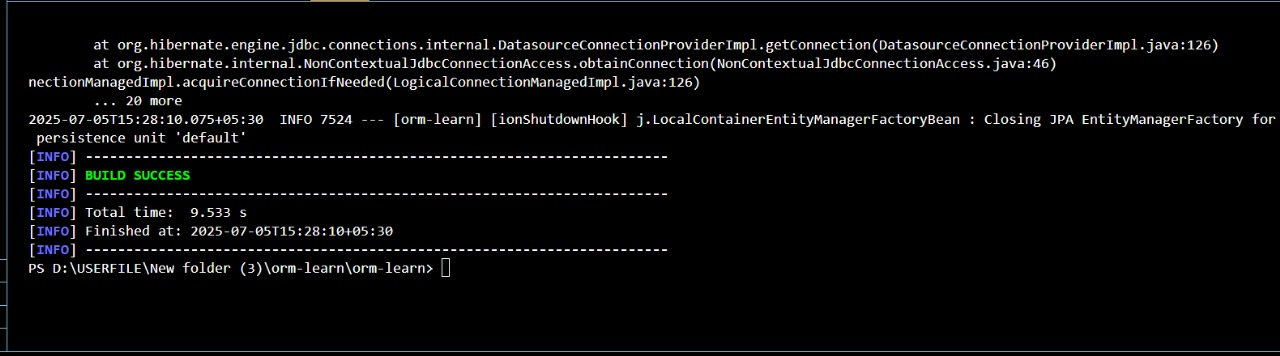 at org.hibernate.engine.jdbc.connections.internal.DatasourceConnectionProviderImpl.getConnection(DatasourceConnectionProviderImpl.java:126)
at org.hibernate.internal.NonContextualJdbcConnectionAccess.obtainConnection(NonContextualJdbcConnectionAccess.java:46)
nectionManagedImpl.acquireConnectionIfNeeded(LogicalConnectionManagedImpl.java:126)
... 20 more
2025-07-05T15:28:10.075+05:30  INFO 7524 --- [orm-learn] [ionShutdownHook] j.LocalContainerEntityManagerFactoryBean : Closing JPA EntityManagerFactory for
persistence unit 'default'
[INFO] ------------------------------------------------------------------------
[INFO] BUILD SUCCESS
[INFO] ------------------------------------------------------------------------
[INFO] Total time:  9.533 s
[INFO] Finished at: 2025-07-05T15:28:10+05:30
[INFO] ------------------------------------------------------------------------
PS D:\USERFILE\New folder (3)\orm-learn\orm-learn>